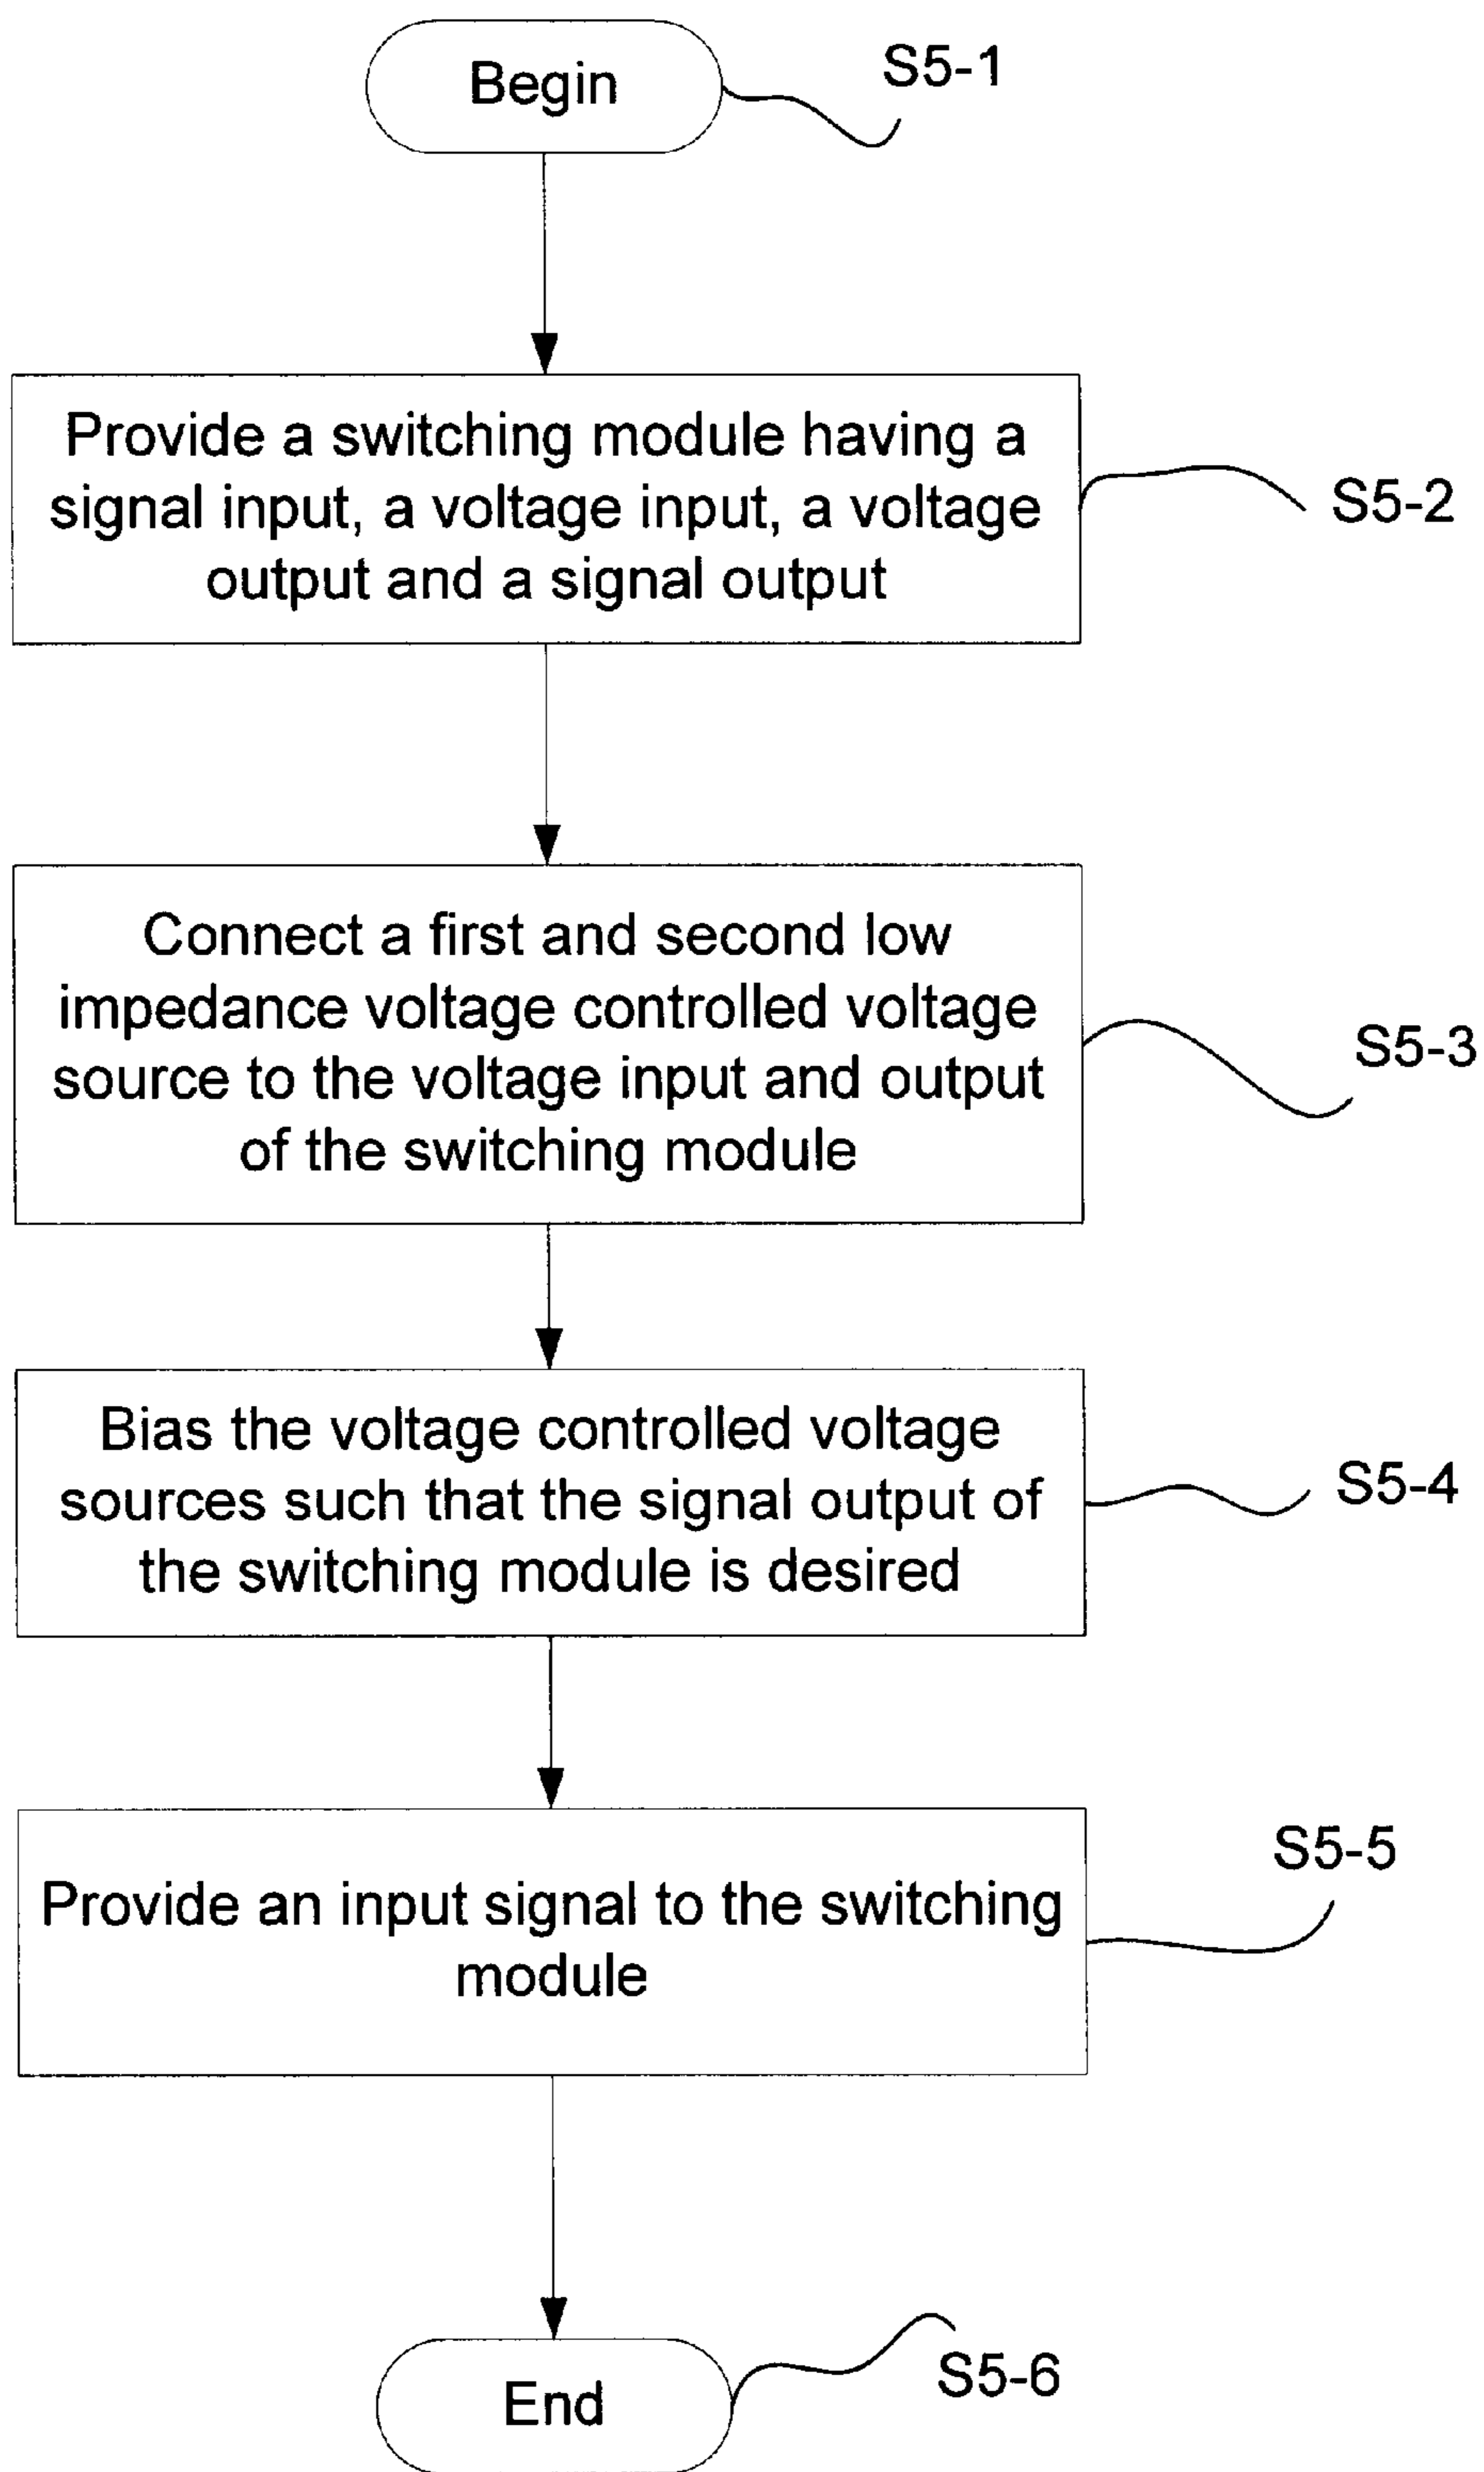 Begin
S5-1
Provide a switching module having a
signal input, a voltage input, a voltage
output and a signal output
S5-2
Connect a first and second low
impedance voltage controlled voltage
source to the voltage input and output
of the switching module
S5-3
Bias the voltage controlled voltage
sources such that the signal output of
the switching module is desired
S5-4
Provide an input signal to the switching
module
S5-5
End
S5-6